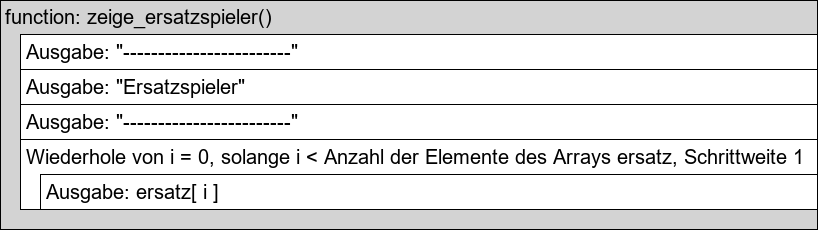 function: zeige_ersatzspieler()
Ausgabe: "------------------------"
Ausgabe: "Ersatzspieler"
Ausgabe: "------------------------"
Wiederhole von i = 0, solange i < Anzahl der Elemente des Arrays ersatz, Schrittweite 1
Ausgabe: ersatz[ i ]